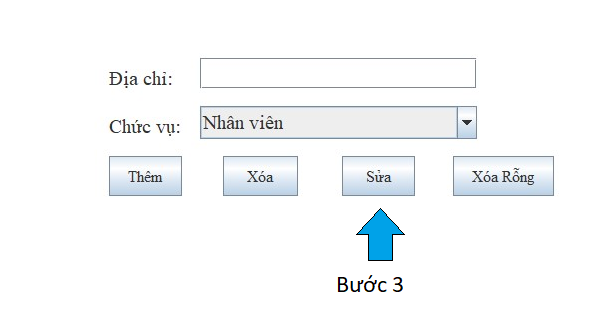 Địa chỉ:
Chức vụ: Nhân viên
Thêm Xóa Sửa Xóa Rỗng
Bước 3